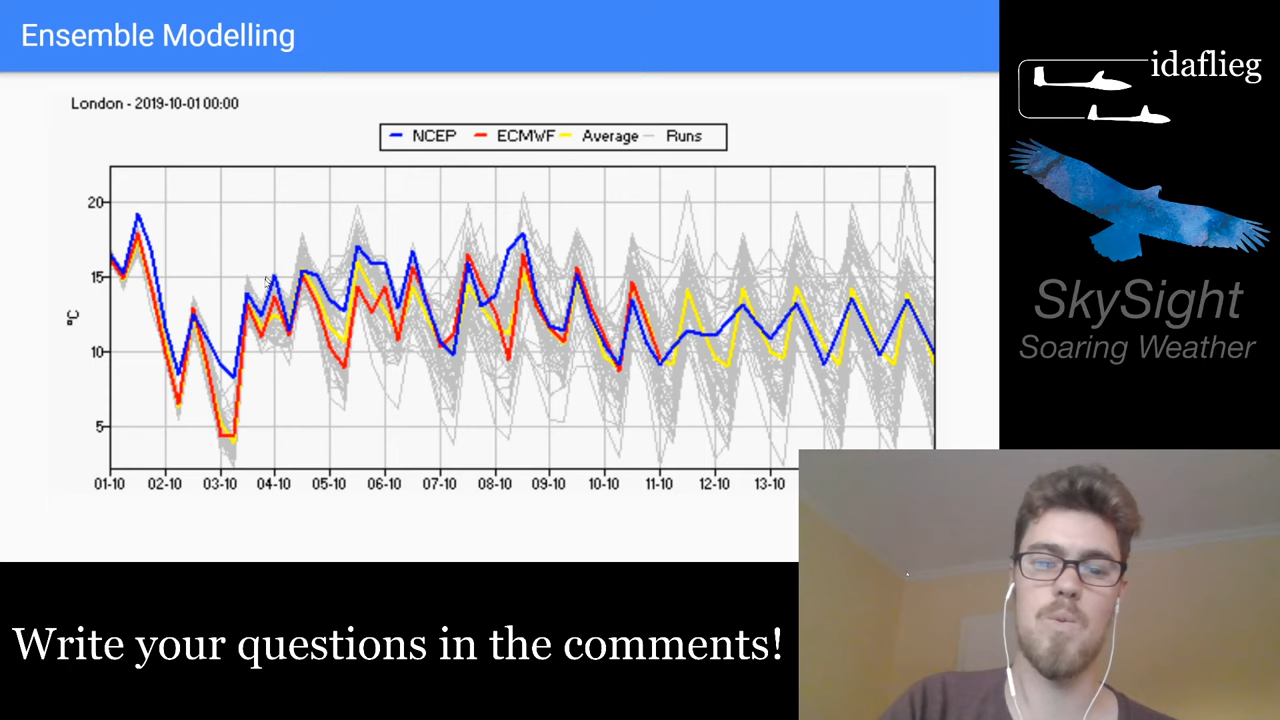 Ensemble Modelling
idaflieg
London - 2019-10-01 00:00
NCEP ECMWF Average Runs
20
15
°C
10
5
01-10 02-10 03-10 04-10 05-10 06-10 07-10 08-10 09-10 10-10 11-10 12-10 13-10
SkySight
Soaring Weather
Write your questions in the comments!